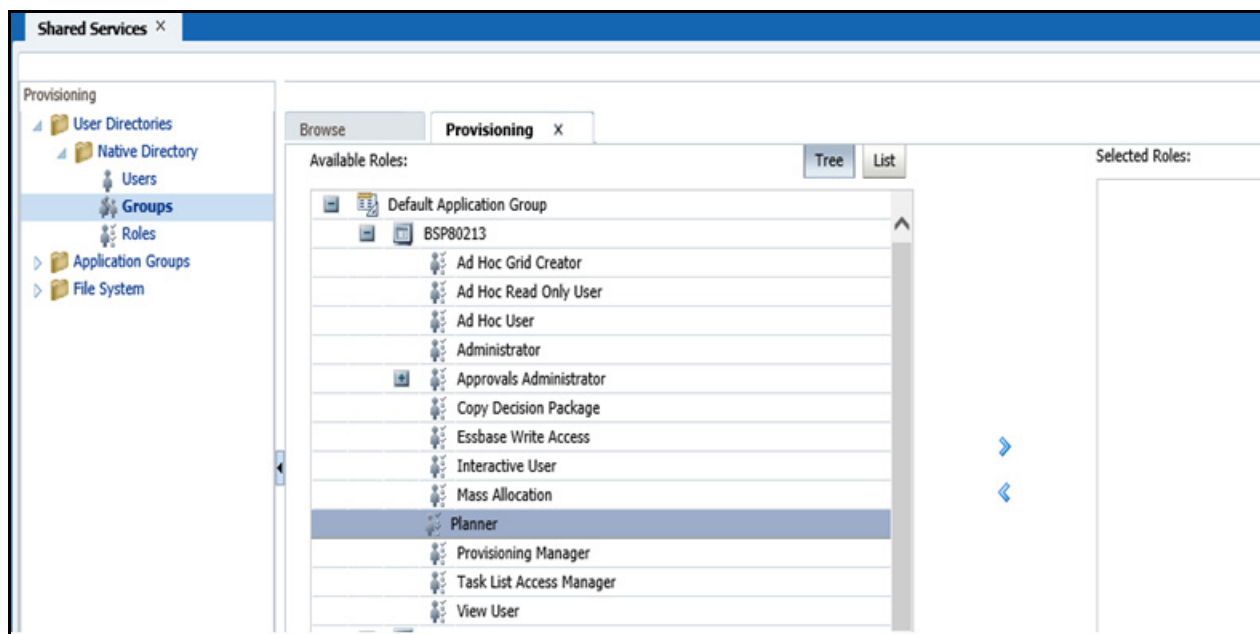 Shared Services ×
Provisioning
User Directories
Native Directory
Users
Groups
Roles
Application Groups
File System
Browse
Provisioning X
Available Roles:
Tree
List
Selected Roles:
Default Application Group
BSP80213
Ad Hoc Grid Creator
Ad Hoc Read Only User
Ad Hoc User
Administrator
Approvals Administrator
Copy Decision Package
Essbase Write Access
Interactive User
Mass Allocation
Planner
Provisioning Manager
Task List Access Manager
View User